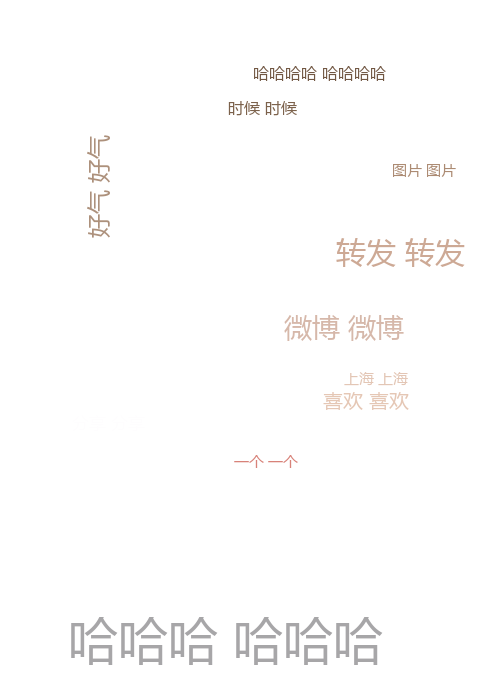 哈哈哈哈 哈哈哈哈
时候 时候
好气 好气
图片 图片
转发 转发
微博 微博
上海 上海
喜欢 喜欢
一个 一个
哈哈哈 哈哈哈